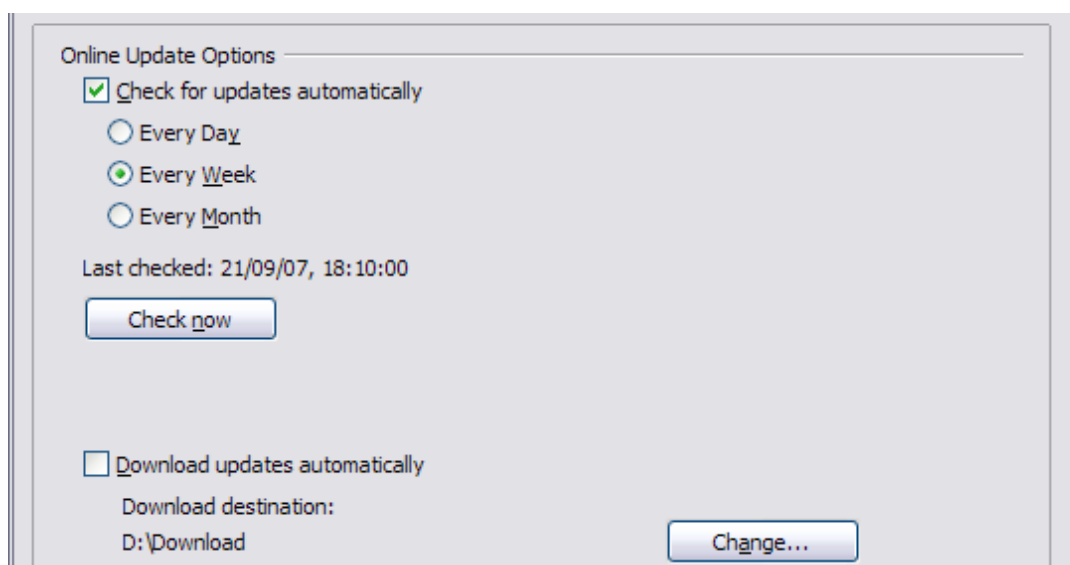 Online Update Options
Check for updates automatically
Every Day
Every Week
Every Month
Last checked: 21/09/07, 18:10:00
Check now
Download updates automatically
Download destination:
D:\Download
Change...